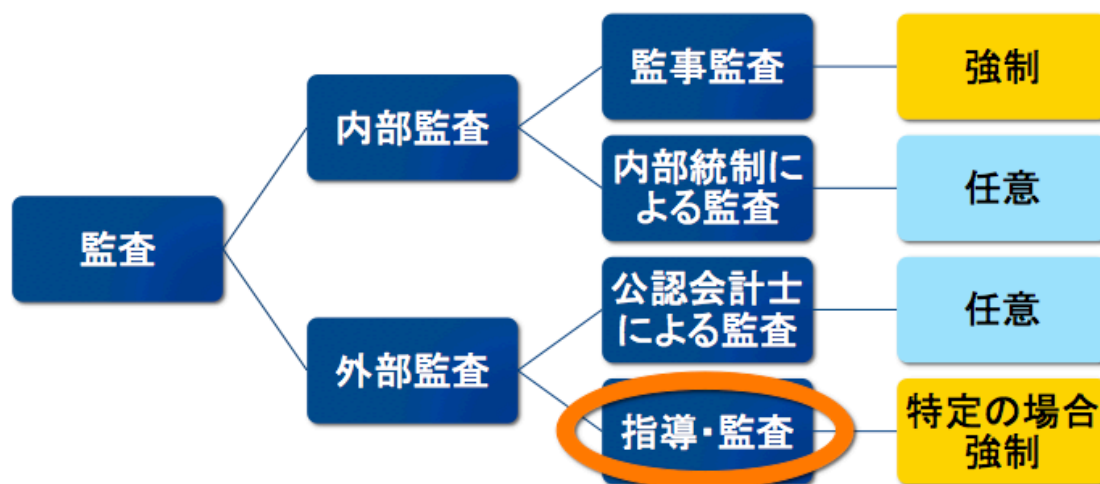 監査
内部監査
監事監査
強制
内部統制に
よる監査
任意
外部監査
公認会計士
による監査
任意
指導・監査
特定の場合
強制